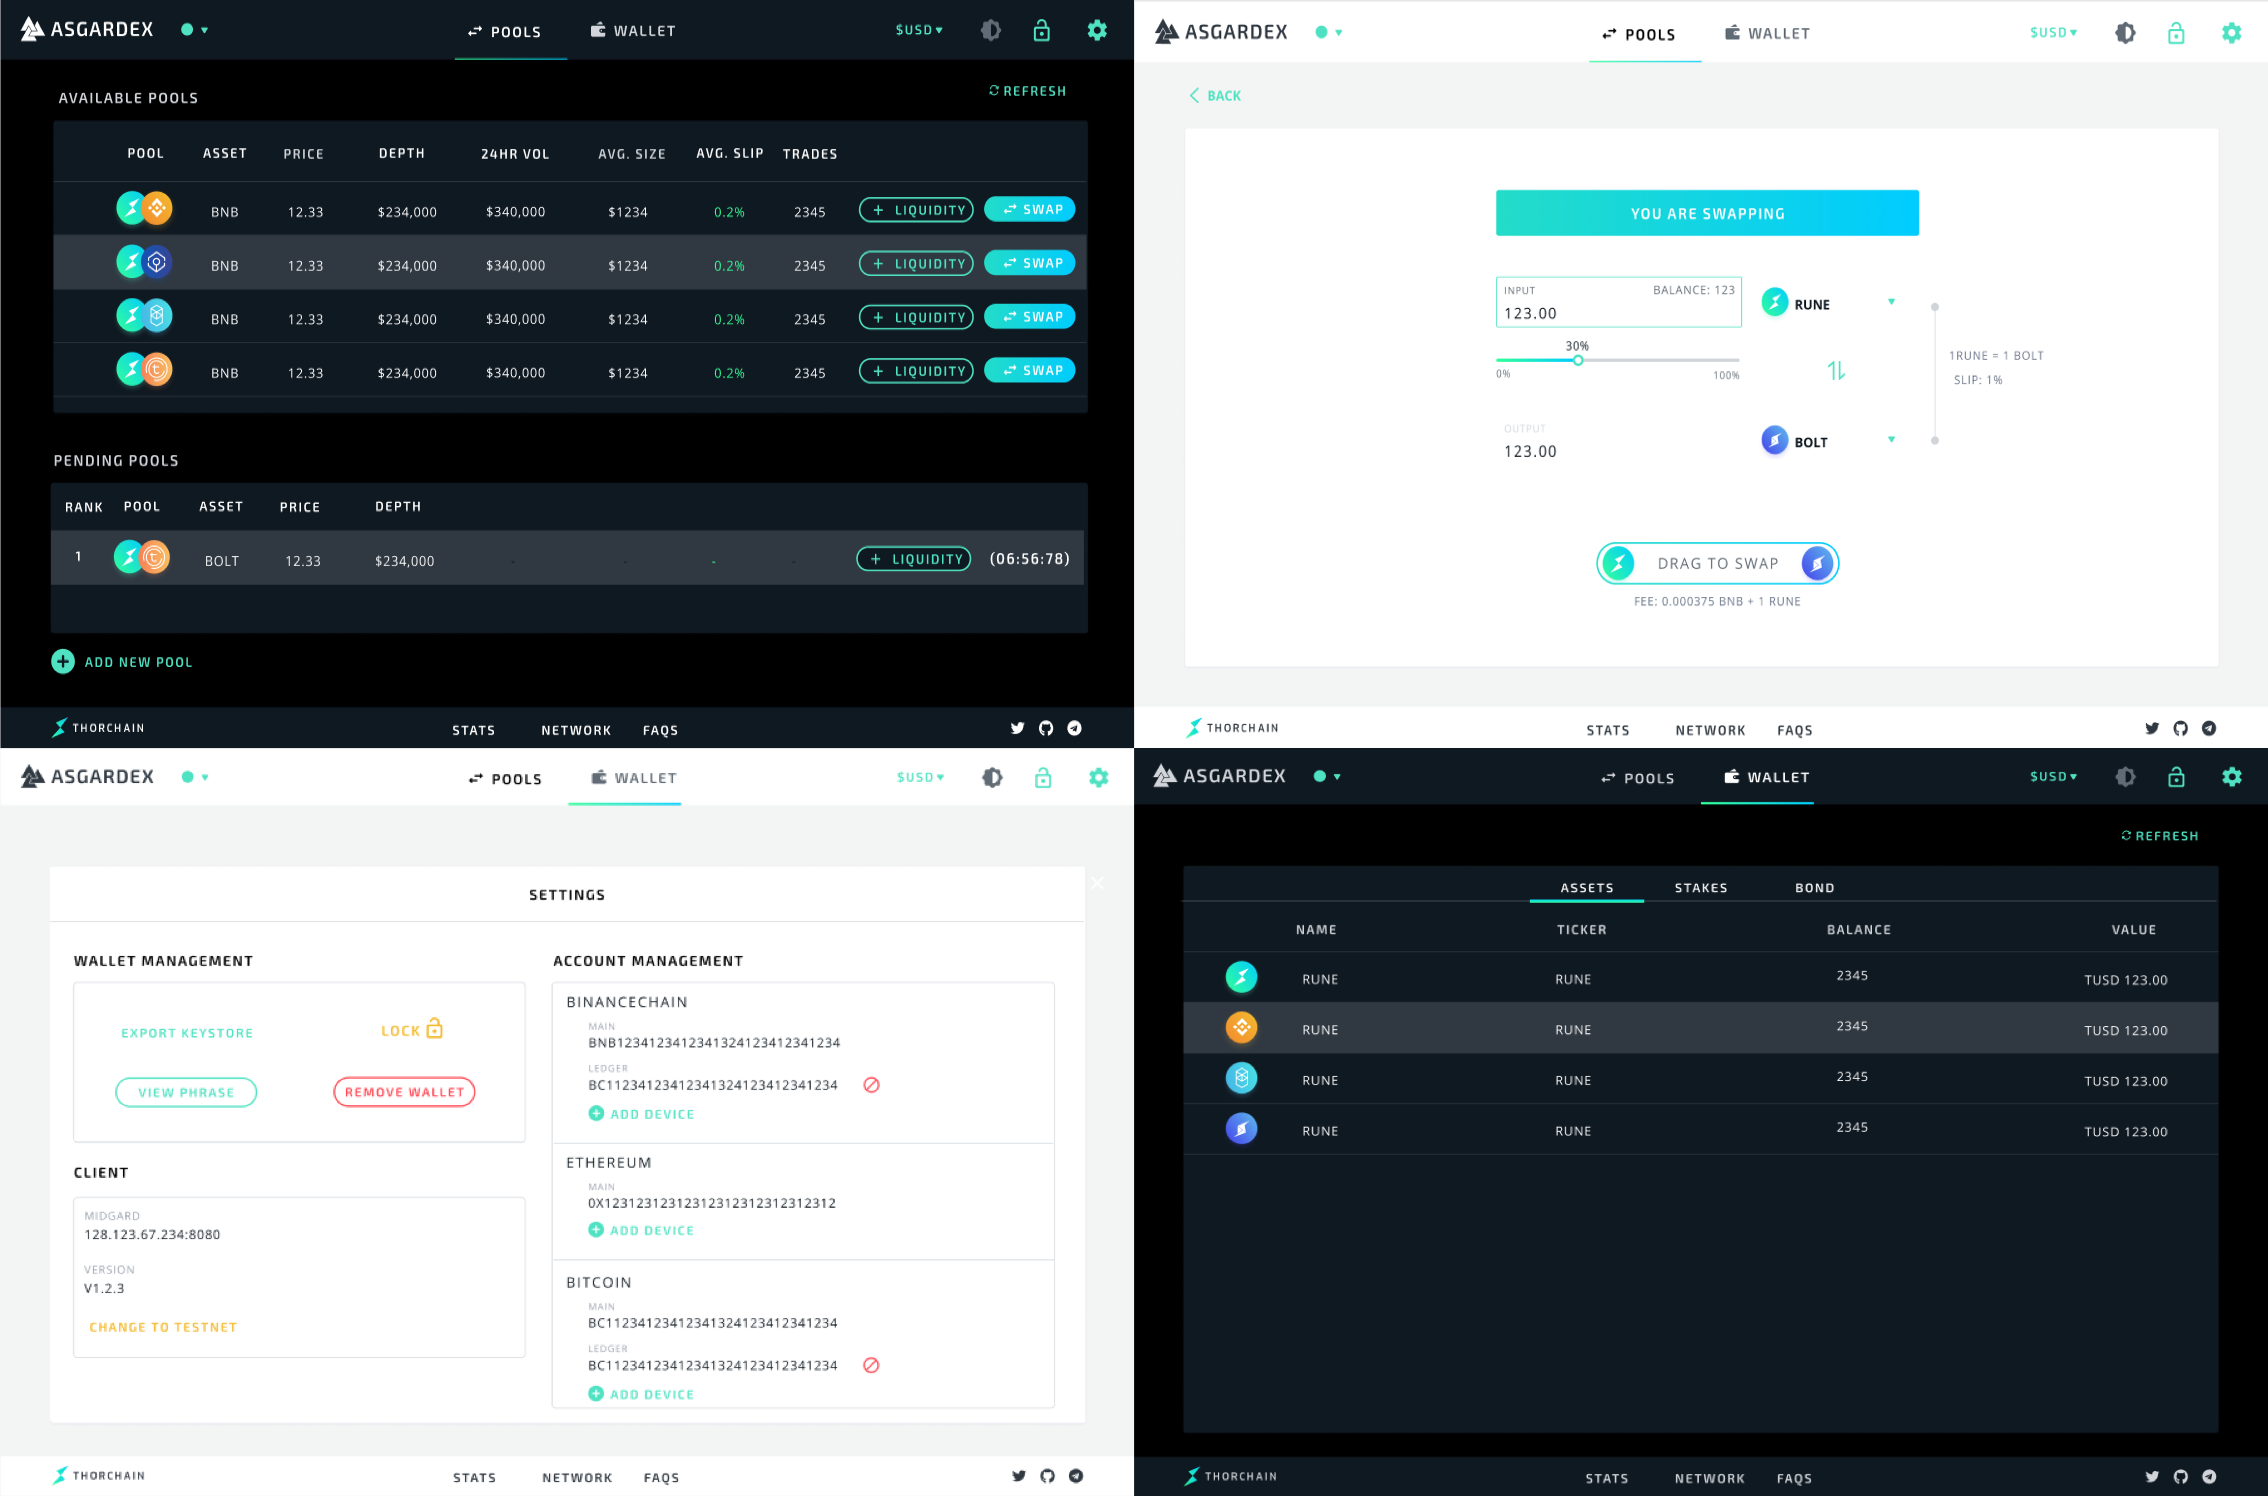 ASGARDEX
POOLS WALLET
$USD
AVAILABLE POOLS
REFRESH
POOL ASSET PRICE DEPTH 24HR VOL AVG. SIZE AVG. SLIP TRADES
BNB 12.33 $234,000 $340,000 $1234 0.2% 2345 + LIQUIDITY SWAP
BNB 12.33 $234,000 $340,000 $1234 0.2% 2345 + LIQUIDITY SWAP
BNB 12.33 $234,000 $340,000 $1234 0.2% 2345 + LIQUIDITY SWAP
BNB 12.33 $234,000 $340,000 $1234 0.2% 2345 + LIQUIDITY SWAP
PENDING POOLS
RANK POOL ASSET PRICE DEPTH
1 BOLT 12.33 $234,000 - - - - + LIQUIDITY (06:56:78)
ADD NEW POOL
THORCHAIN STATS NETWORK FAQS
ASGARDEX
POOLS WALLET
$USD
BACK
YOU ARE SWAPPING
INPUT BALANCE: 123
123.00
RUNE
30%
0% 100%
1RUNE = 1 BOLT
SLIP: 1%
OUTPUT
123.00
BOLT
DRAG TO SWAP
FEE: 0.000375 BNB + 1 RUNE
THORCHAIN STATS NETWORK FAQS
ASGARDEX
POOLS WALLET
$USD
SETTINGS
WALLET MANAGEMENT
EXPORT KEYSTORE LOCK
VIEW PHRASE REMOVE WALLET
CLIENT
MIDGARD
128.123.67.234:8080
VERSION
V1.2.3
CHANGE TO TESTNET
ACCOUNT MANAGEMENT
BINANCECHAIN
MAIN
BNB1234123412341324123412341234
LEDGER
BC11234123412341324123412341234
ADD DEVICE
ETHEREUM
MAIN
0X1231231231231231231231231 2312
ADD DEVICE
BITCOIN
MAIN
BC11234123412341324123412341234
LEDGER
BC11234123412341324123412341234
ADD DEVICE
THORCHAIN STATS NETWORK FAQS
ASGARDEX
POOLS WALLET
$USD
REFRESH
ASSETS STAKES BOND
NAME TICKER BALANCE VALUE
RUNE RUNE 2345 TUSD 123.00
RUNE RUNE 2345 TUSD 123.00
RUNE RUNE 2345 TUSD 123.00
RUNE RUNE 2345 TUSD 123.00
THORCHAIN STATS NETWORK FAQS